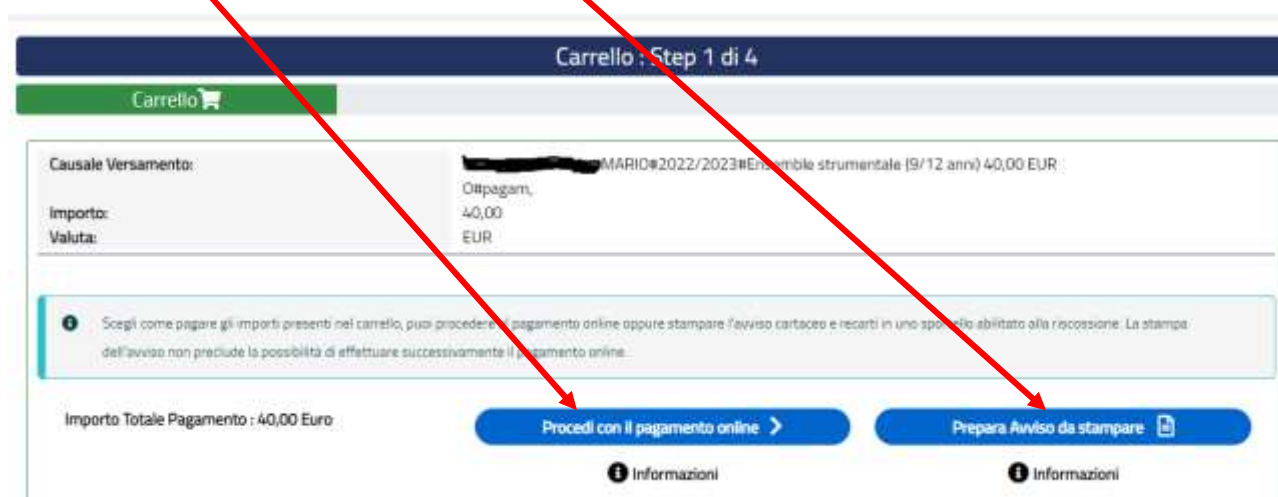 Carrello : Step 1 di 4
Carrello
Causale Versamento: MARIO#2022/2023#Ensemble strumentale (9/12 anni) 40,00 EUR
O#pagam,
Importo: 40,00
Valuta: EUR
Scegli come pagare gli importi presenti nel carrello, puoi procedere al pagamento online oppure stampare l'avviso cartaceo e recarti in uno sportello abilitato alla riscossione. La stampa
dell'avviso non preclude la possibilità di effettuare successivamente il pagamento online.
Importo Totale Pagamento : 40,00 Euro
Procedi con il pagamento online
Prepara Avviso da stampare
Informazioni
Informazioni